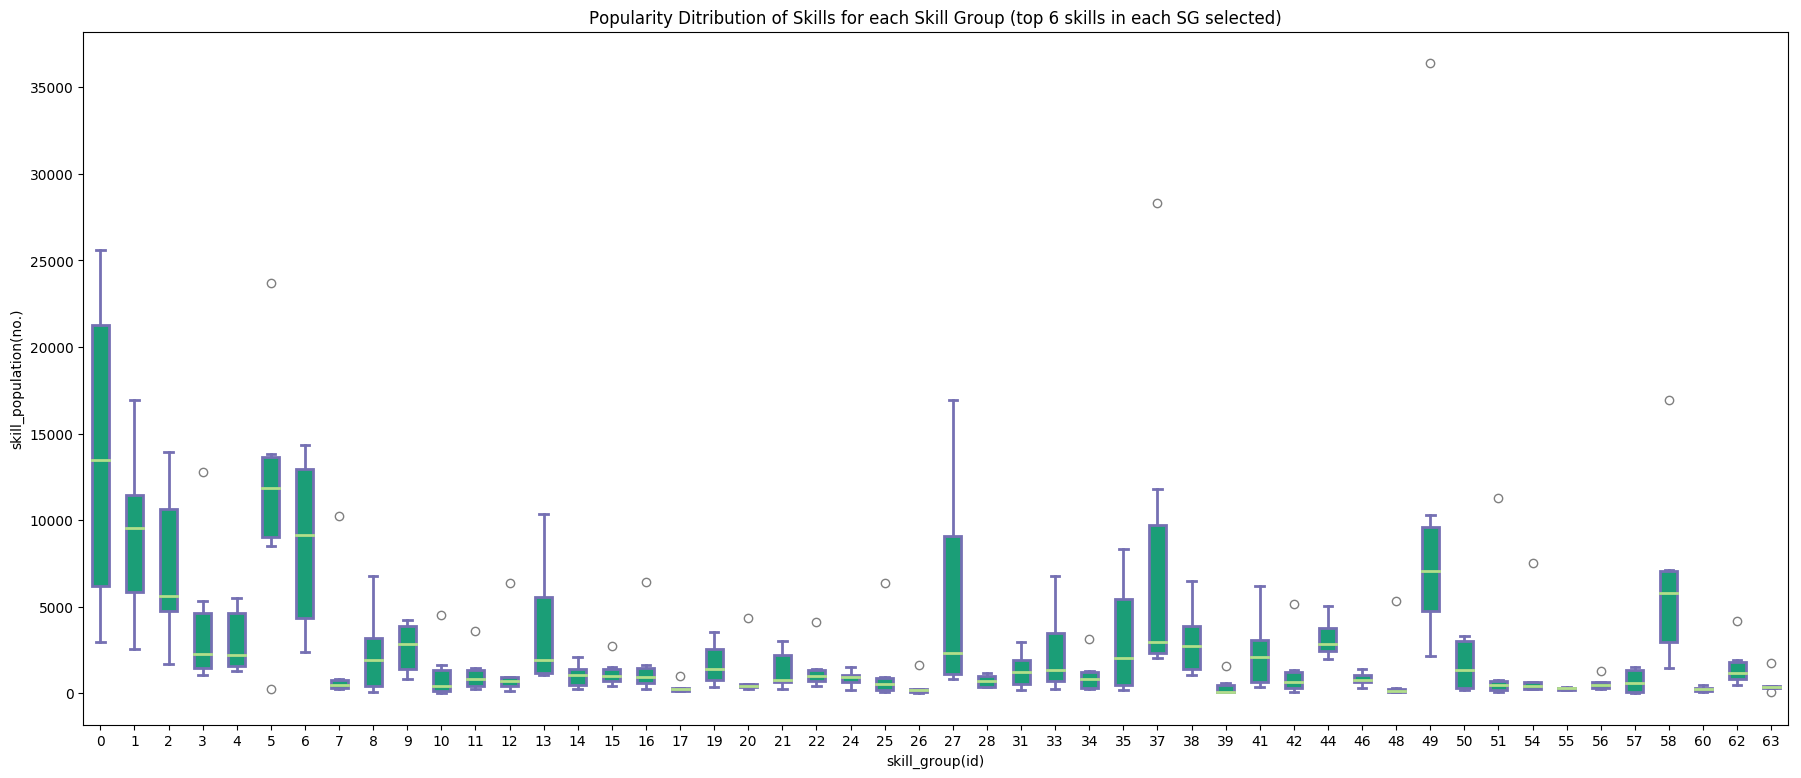 Popularity Ditribution of Skills for each Skill Group (top 6 skills in each SG selected)
skill_population(no.)
35000
30000
25000
20000
15000
10000
5000
0
0 1 2 3 4 5 6 7 8 9 10 11 12 13 14 15 16 17 19 20 21 22 24 25 26 27 28 31 33 34 35 37 38 39 41 42 44 46 48 49 50 51 54 55 56 57 58 60 62 63
skill_group(id)